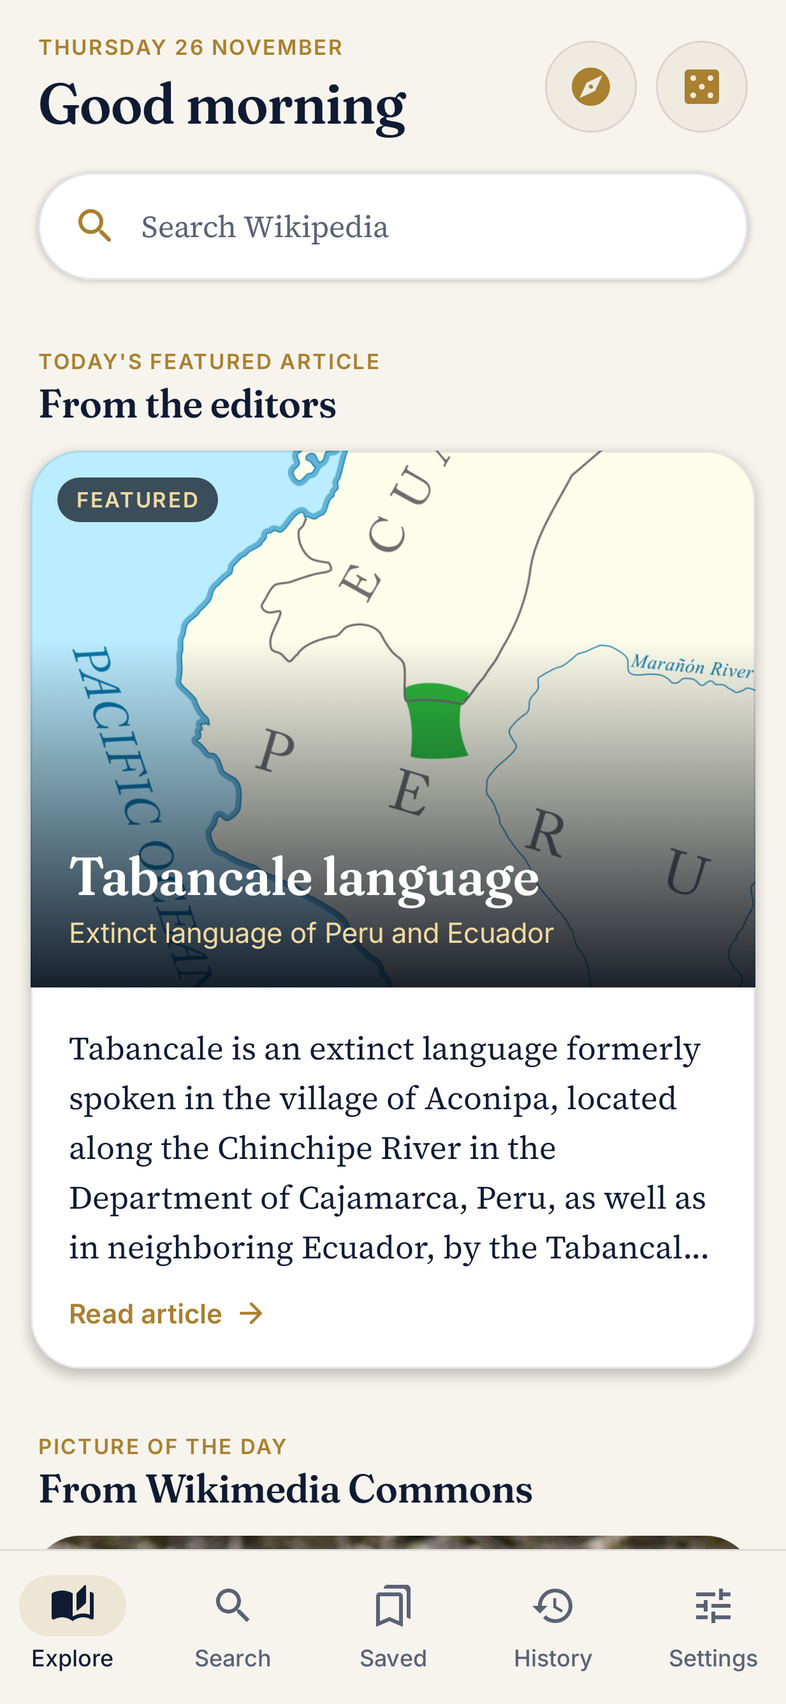 THURSDAY 26 NOVEMBER
Good morning
Search Wikipedia
TODAY'S FEATURED ARTICLE
From the editors
FEATURED
ECUA
PACIFIC OCEAN
Marañón River
PERU
Tabancale language
Extinct language of Peru and Ecuador
Tabancale is an extinct language formerly
spoken in the village of Aconipa, located
along the Chinchipe River in the
Department of Cajamarca, Peru, as well as
in neighboring Ecuador, by the Tabancal...
Read article
PICTURE OF THE DAY
From Wikimedia Commons
Explore
Search
Saved
History
Settings